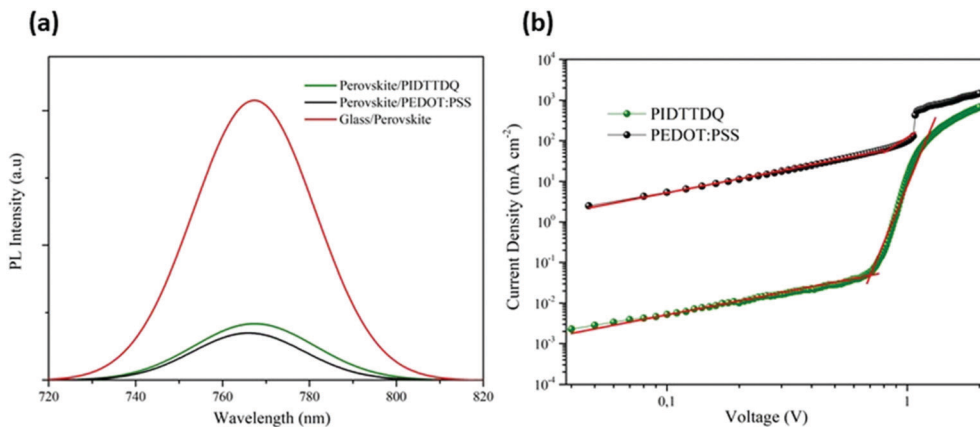 (a)
PL Intensity (a.u)
Perovskite/PIDTTDQ
Perovskite/PEDOT:PSS
Glass/Perovskite
720 740 760 780 800 820
Wavelength (nm)
(b)
Current Density (mA cm⁻²)
10⁴
10³
10²
10¹
10⁰
10⁻¹
10⁻²
10⁻³
10⁻⁴
PIDTTDQ
PEDOT:PSS
0,1 1
Voltage (V)